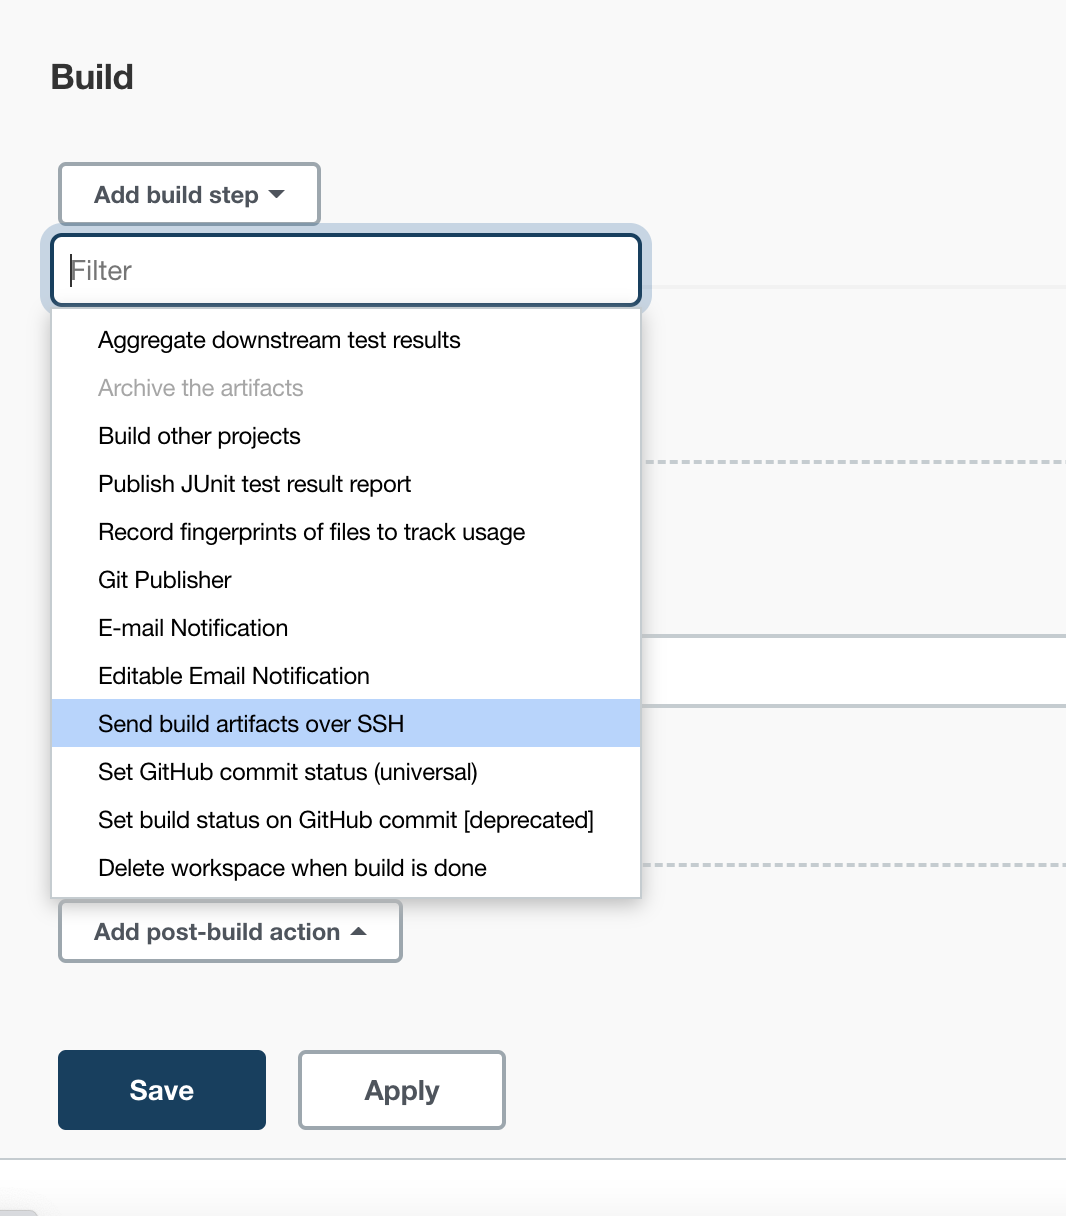 Build
Add build step
Filter
Aggregate downstream test results
Archive the artifacts
Build other projects
Publish JUnit test result report
Record fingerprints of files to track usage
Git Publisher
E-mail Notification
Editable Email Notification
Send build artifacts over SSH
Set GitHub commit status (universal)
Set build status on GitHub commit [deprecated]
Delete workspace when build is done
Add post-build action
Save Apply